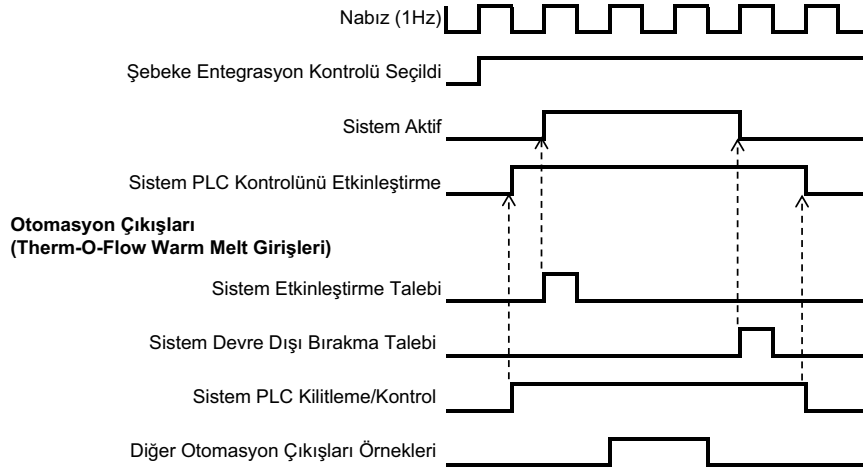 Nabız (1Hz)
Şebeke Entegrasyon Kontrolü Seçildi
Sistem Aktif
Sistem PLC Kontrolünü Etkinleştirme
Otomasyon Çıkışları
(Therm-O-Flow Warm Melt Girişleri)
Sistem Etkinleştirme Talebi
Sistem Devre Dışı Bırakma Talebi
Sistem PLC Kilitleme/Kontrol
Diğer Otomasyon Çıkışları Örnekleri